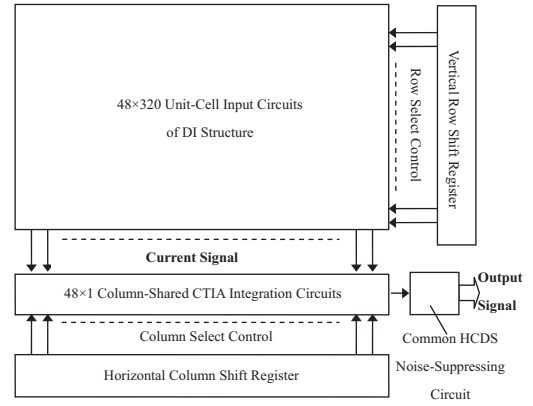 48×320 Unit-Cell Input Circuits
of DI Structure
Row Select Control
Vertical Row Shift Register
Current Signal
48×1 Column-Shared CTIA Integration Circuits
Output
Signal
Column Select Control
Common HCDS
Noise-Suppressing
Circuit
Horizontal Column Shift Register